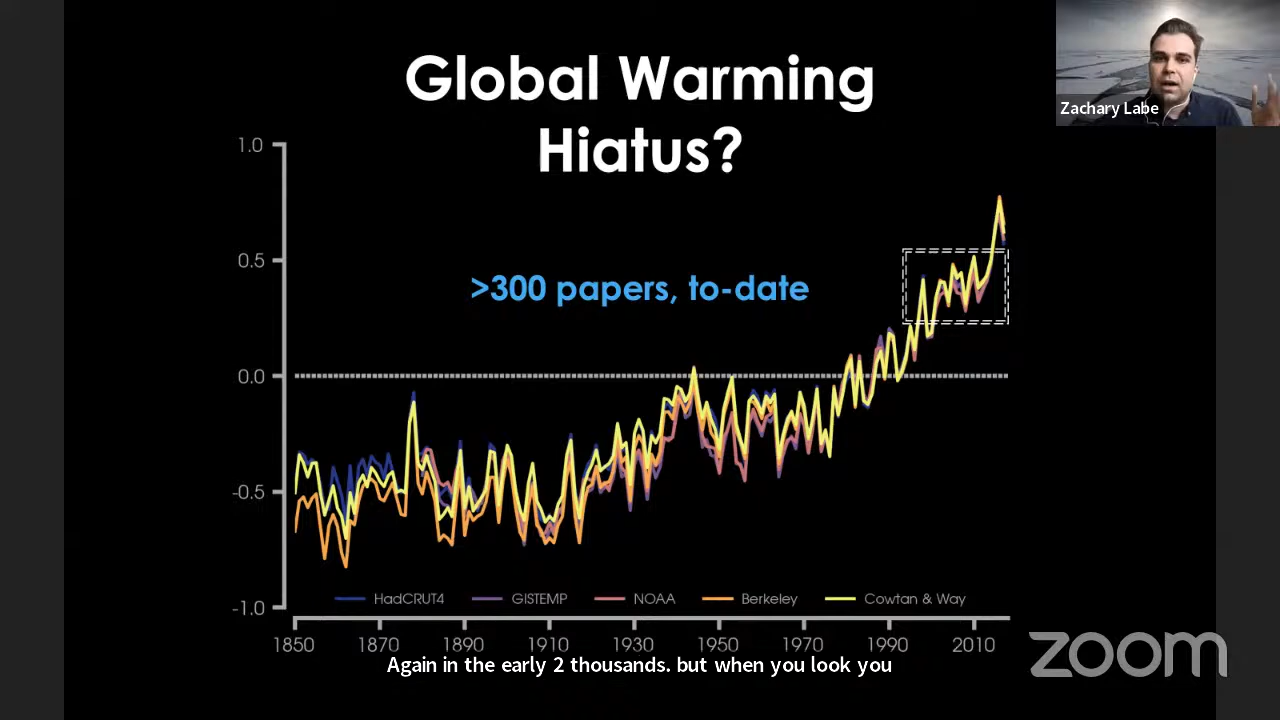 Global Warming
Hiatus?
Zachary Labe
>300 papers, to-date
1.0
0.5
0.0
-0.5
-1.0
HadCRUT4 GISTEMP NOAA Berkeley Cowtan & Way
1850 1870 1890 1910 1930 1950 1970 1990 2010
Again in the early 2 thousands. but when you look you
zoom